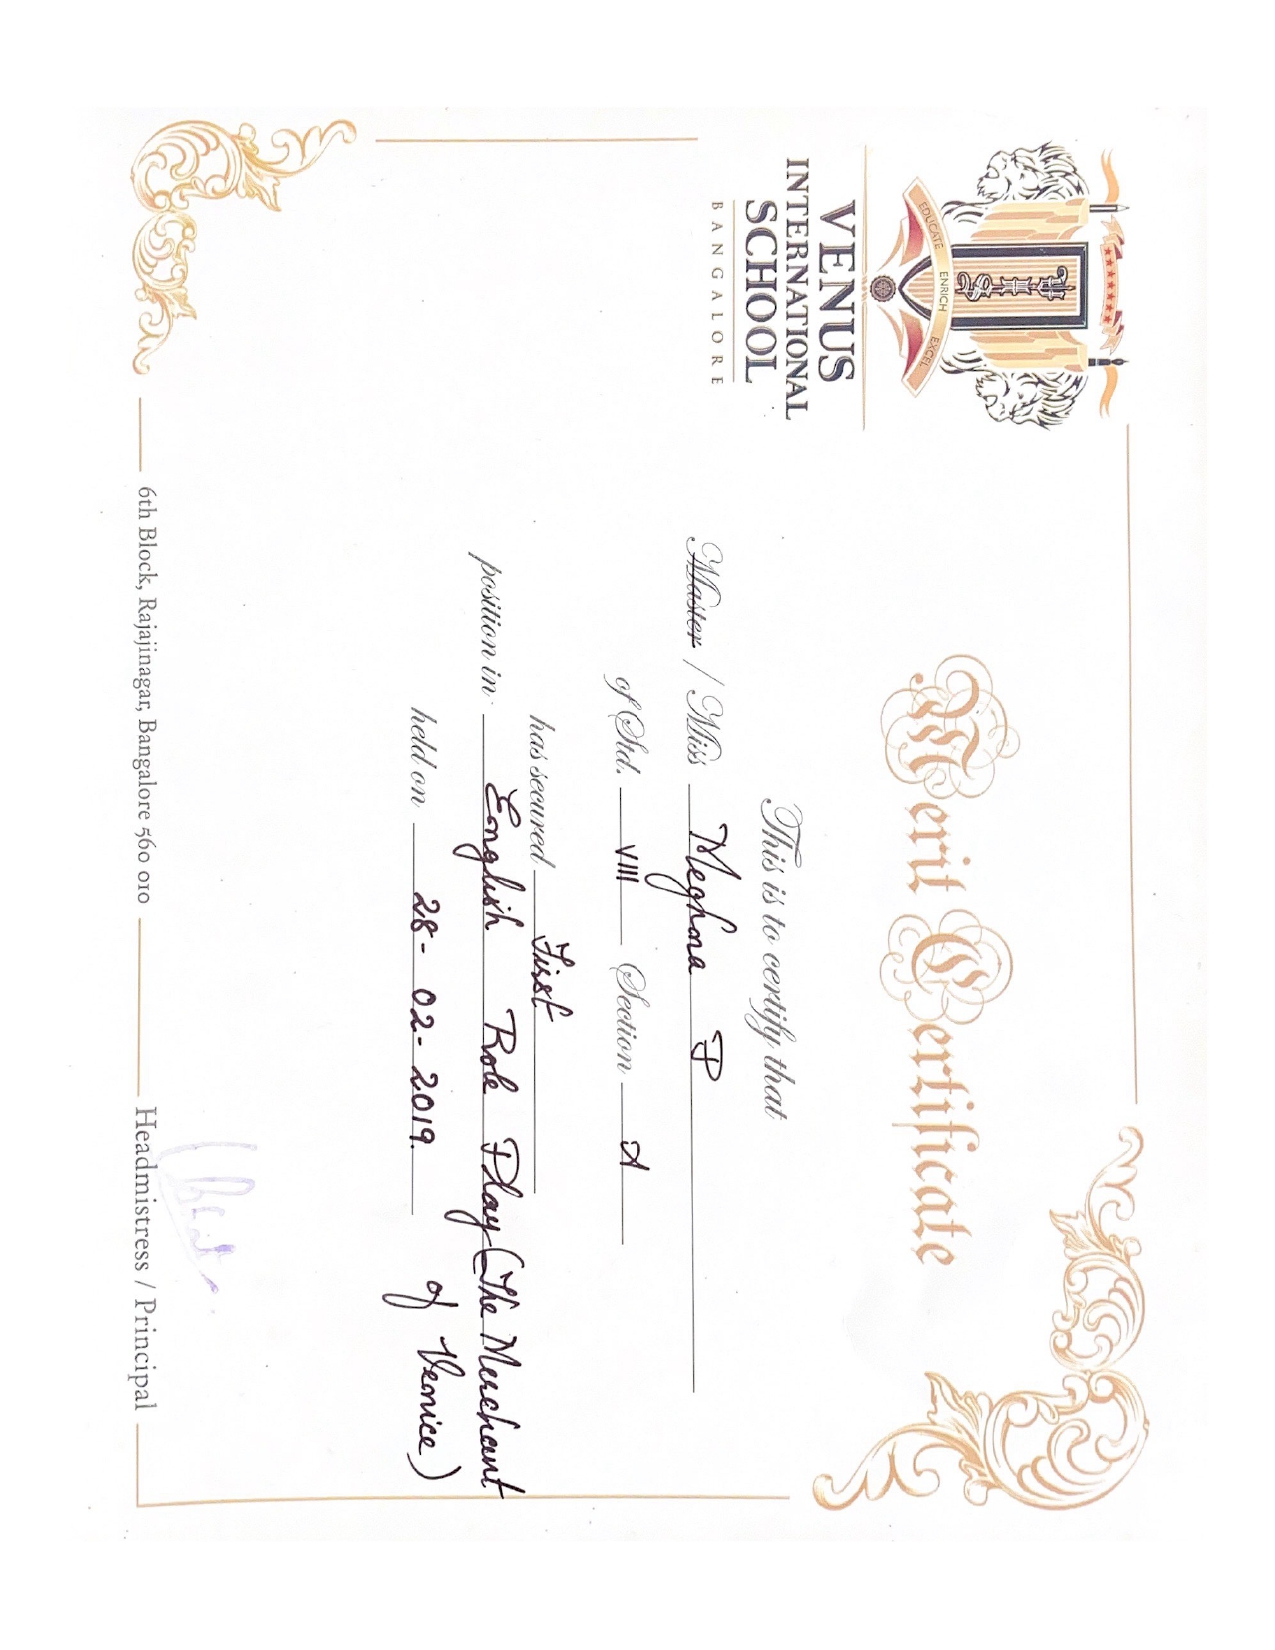 EDUCATE ENRICH EXCEL
VENUS
INTERNATIONAL
SCHOOL
BANGALORE
Merit Certificate
This is to certify that
Master / Miss Meghna P
of Std. VIII Section A
has secured First
position in English Role Play (The Merchant
of Venice)
held on 28-02-2019.
6th Block, Rajajinagar, Bangalore 560 010
Headmistress / Principal